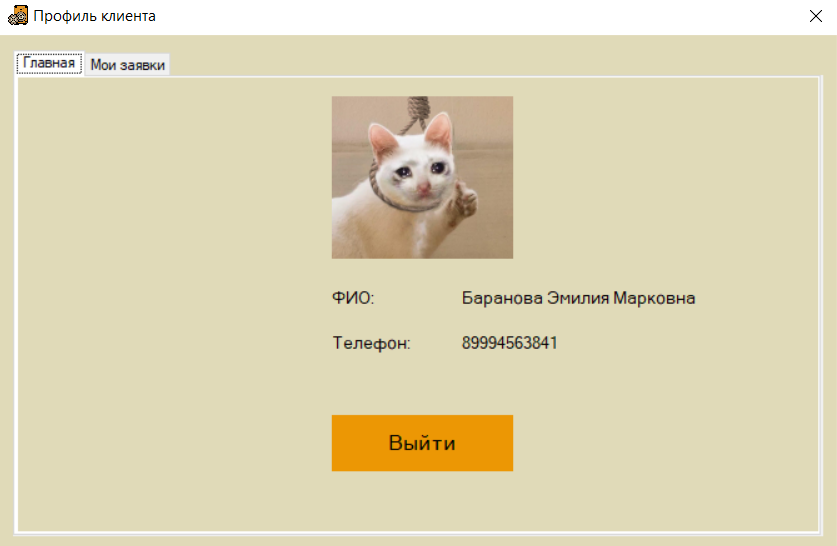 Профиль клиента
Главная Мои заявки
ФИО: Баранова Эмилия Марковна
Телефон: 89994563841
Выйти